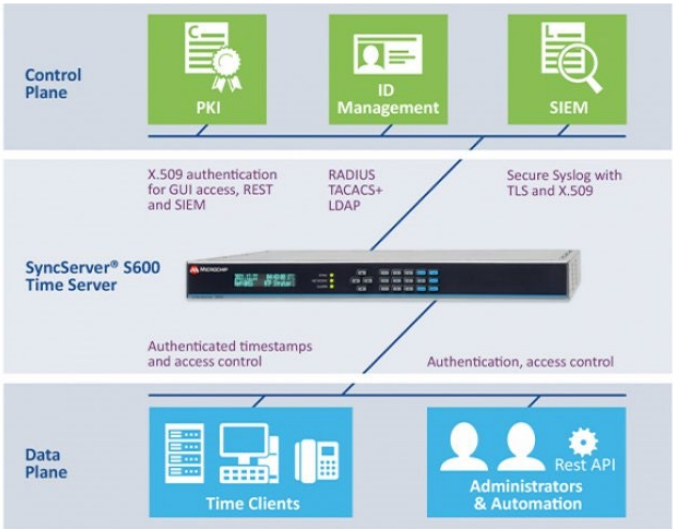 Control
Plane
C
PKI
ID
Management
L
SIEM
X.509 authentication
for GUI access, REST
and SIEM
RADIUS
TACACS+
LDAP
Secure Syslog with
TLS and X.509
SyncServer® S600
Time Server
MICROCHIP
Authenticated timestamps
and access control
Authentication, access control
Data
Plane
Time Clients
Rest API
Administrators
& Automation